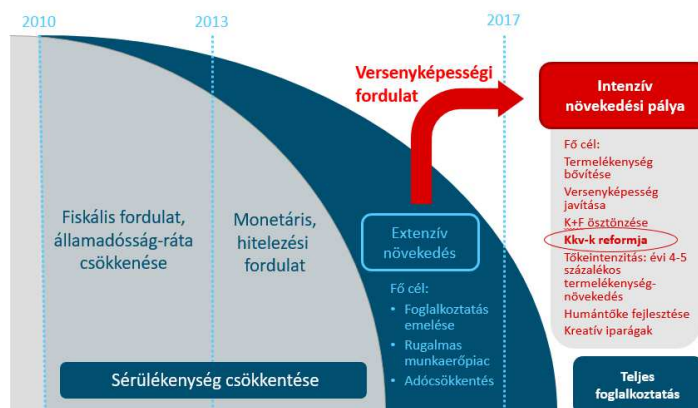 2010
2013
2017
Versenyképességi
fordulat
Intenzív
növekedési pálya
Fő cél:
Termelékenység
bővítése
Versenyképesség
javítása
K+F ösztönzése
Kkv-k reformja
Tőkeintenzitás: évi 4-5
százalékos
termelékenység-
növekedés
Humántőke fejlesztése
Kreatív iparágak
Fiskális fordulat,
államadósság-ráta
csökkenése
Monetáris,
hitelezési
fordulat
Extenzív
növekedés
Fő cél:
▪ Foglalkoztatás
emelése
▪ Rugalmas
munkaerőpiac
▪ Adócsökkentés
Sérülékenység csökkentése
Teljes
foglalkoztatás